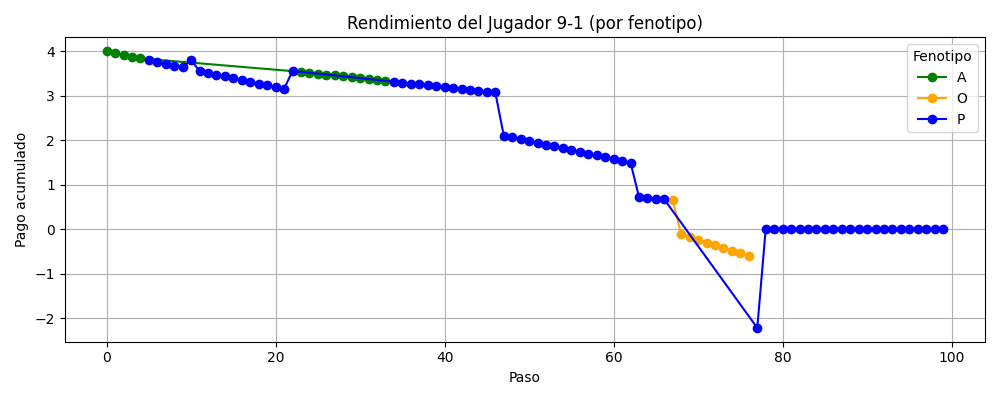 Rendimiento del Jugador 9-1 (por fenotipo)
Pago acumulado
4
3
2
1
0
−1
−2
0
20
40
60
80
100
Paso
Fenotipo
A
O
P